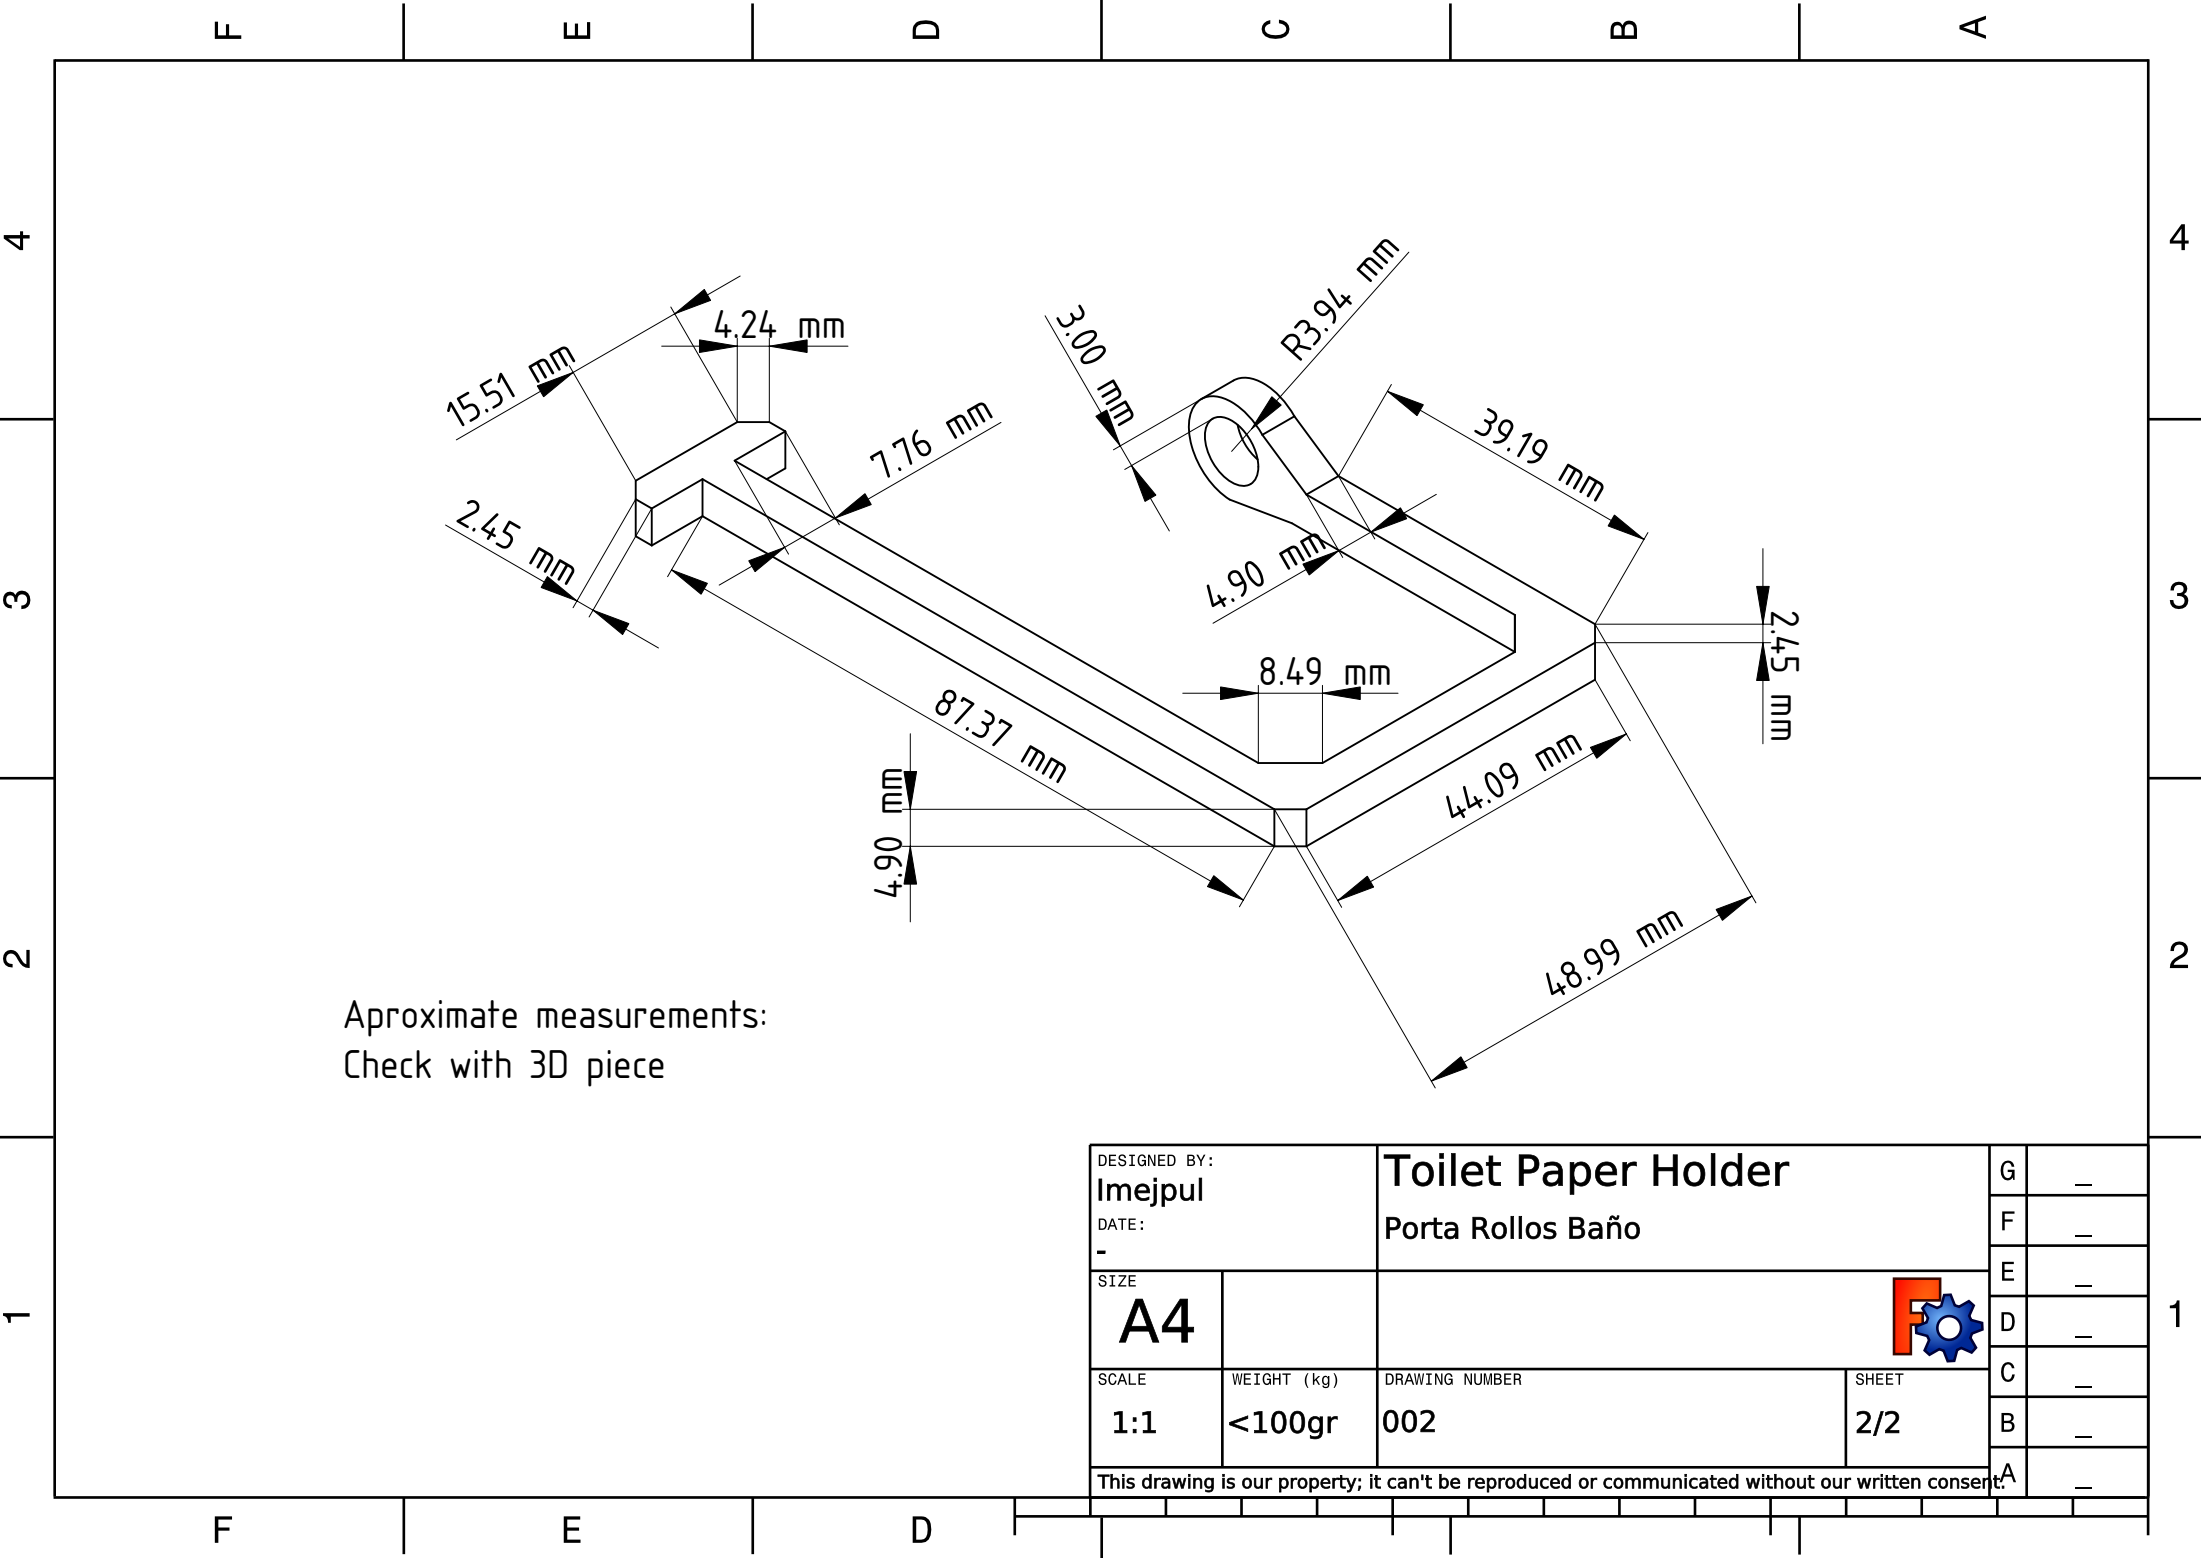 F E D C B A
4 4
3 3
2 2
1 1
15.51 mm
4.24 mm
3.00 mm
R3.94 mm
39.19 mm
7.76 mm
2.45 mm
4.90 mm
2.45 mm
8.49 mm
87.37 mm
4.90 mm
44.09 mm
48.99 mm
Aproximate measurements:
Check with 3D piece
DESIGNED BY:
Imejpul
DATE:
-
Toilet Paper Holder
Porta Rollos Baño
SIZE
A4
SCALE
1:1
WEIGHT (kg)
<100gr
DRAWING NUMBER
002
SHEET
2/2
This drawing is our property; it can't be reproduced or communicated without our written consent.
G _
F _
E _
D _
C _
B _
A _
F E D